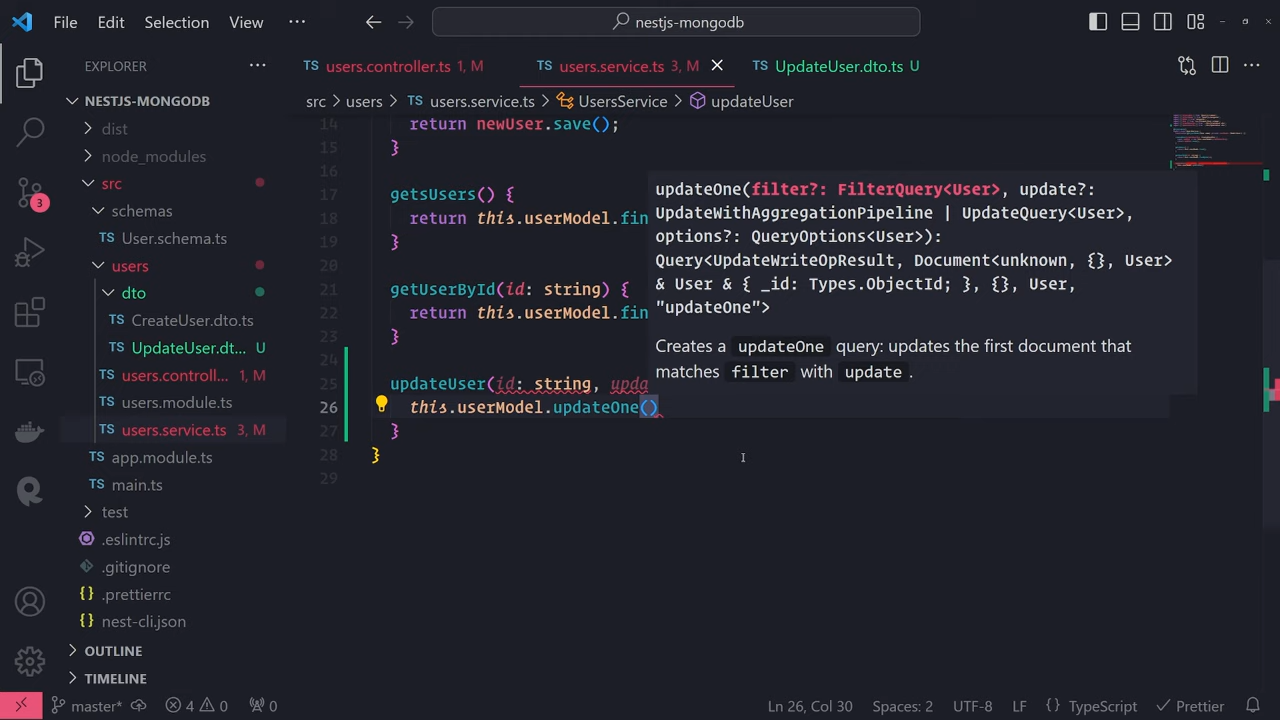 File Edit Selection View ... nestjs-mongodb
EXPLORER ...
TS users.controller.ts 1, M TS users.service.ts 3, M TS UpdateUser.dto.ts U ...
NESTJS-MONGODB
dist
node_modules
src
schemas
TS User.schema.ts
users
dto
TS CreateUser.dto.ts
TS UpdateUser.dt... U
TS users.controll... 1, M
TS users.module.ts
TS users.service.ts 3, M
TS app.module.ts
TS main.ts
test
.eslintrc.js
.gitignore
{} .prettierrc
{} nest-cli.json
OUTLINE
TIMELINE
3
src > users > TS users.service.ts > UsersService > updateUser
14 return newUser.save();
15 }
16
17 getsUsers() {
18 return this.userModel.fin
19 }
20
21 getUserById(id: string) {
22 return this.userModel.fin
23 }
24
25 updateUser(id: string, upda
26 this.userModel.updateOne()
27 }
28 }
29
updateOne(filter?: FilterQuery<User>, update?:
UpdateWithAggregationPipeline | UpdateQuery<User>,
options?: QueryOptions<User>):
Query<UpdateWriteOpResult, Document<unknown, {}, User>
& User & { _id: Types.ObjectId; }, {}, User,
"updateOne">
Creates a updateOne query: updates the first document that
matches filter with update.
master* 4 0 0 Ln 26, Col 30 Spaces: 2 UTF-8 LF {} TypeScript Prettier